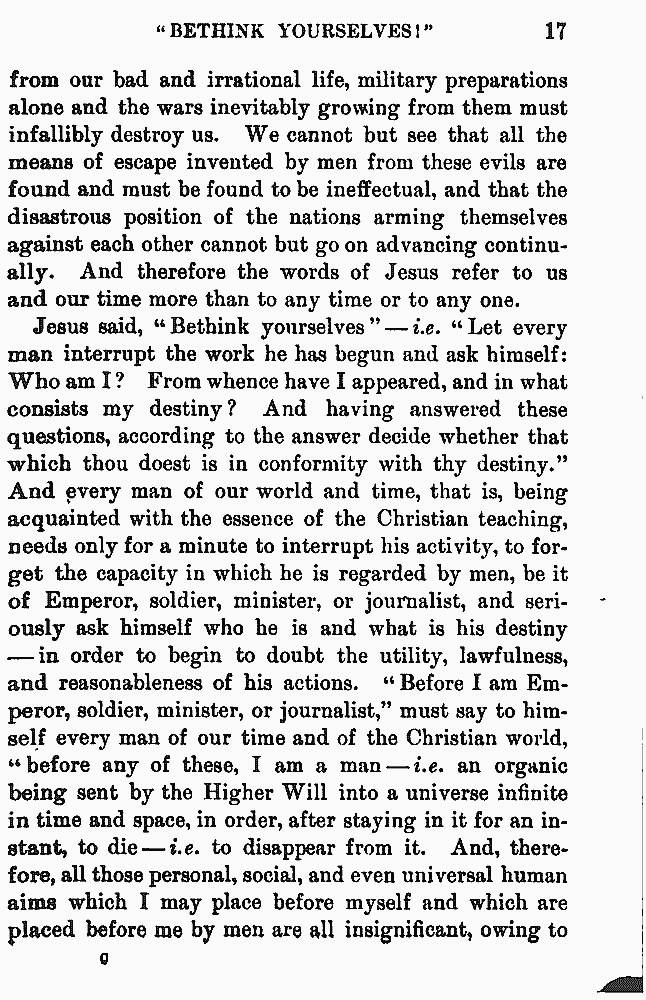 "BETHINK YOURSELVES!" 17
from our bad and irrational life, military preparations
alone and the wars inevitably growing from them must
infallibly destroy us. We cannot but see that all the
means of escape invented by men from these evils are
found and must be found to be ineffectual, and that the
disastrous position of the nations arming themselves
against each other cannot but go on advancing continu-
ally. And therefore the words of Jesus refer to us
and our time more than to any time or to any one.
Jesus said, "Bethink yourselves"—i.e. "Let every
man interrupt the work he has begun and ask himself:
Who am I? From whence have I appeared, and in what
consists my destiny? And having answered these
questions, according to the answer decide whether that
which thou doest is in conformity with thy destiny."
And every man of our world and time, that is, being
acquainted with the essence of the Christian teaching,
needs only for a minute to interrupt his activity, to for-
get the capacity in which he is regarded by men, be it
of Emperor, soldier, minister, or journalist, and seri-
ously ask himself who he is and what is his destiny
—in order to begin to doubt the utility, lawfulness,
and reasonableness of his actions. "Before I am Em-
peror, soldier, minister, or journalist," must say to him-
self every man of our time and of the Christian world,
"before any of these, I am a man—i.e. an organic
being sent by the Higher Will into a universe infinite
in time and space, in order, after staying in it for an in-
stant, to die—i.e. to disappear from it. And, there-
fore, all those personal, social, and even universal human
aims which I may place before myself and which are
placed before me by men are all insignificant, owing to